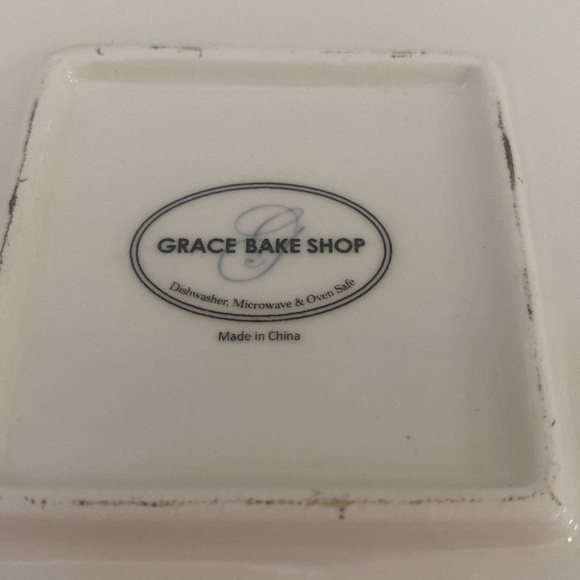 G
GRACE BAKE SHOP
Dishwasher, Microwave & Oven Safe
Made in China